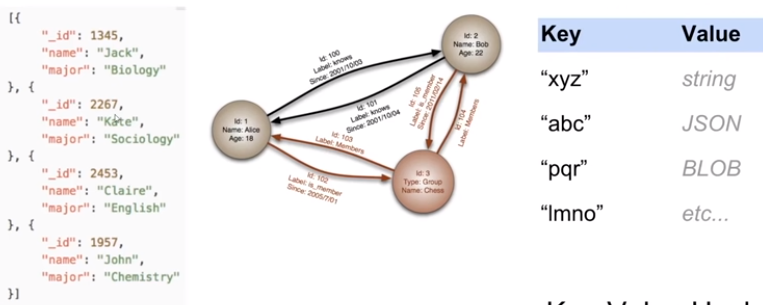 [{
"_id": 1345,
"name": "Jack",
"major": "Biology"
}, {
"_id": 2267,
"name": "Kate",
"major": "Sociology"
}, {
"_id": 2453,
"name": "Claire",
"major": "English"
}, {
"_id": 1957,
"name": "John",
"major": "Chemistry"
}]
Id: 1
Name: Alice
Age: 18
Id: 100
Label: knows
Since: 2001/10/03
Id: 101
Label: knows
Since: 2001/10/04
Id: 103
Label: Members
Id: 102
Label: is_member
Since: 2005/7/01
Id: 2
Name: Bob
Age: 22
Id: 105
Label: is_member
Since: 2011/02/14
Id: 104
Label: Members
Id: 3
Type: Group
Name: Chess
Key Value
“xyz” string
“abc” JSON
“pqr” BLOB
“lmno” etc...